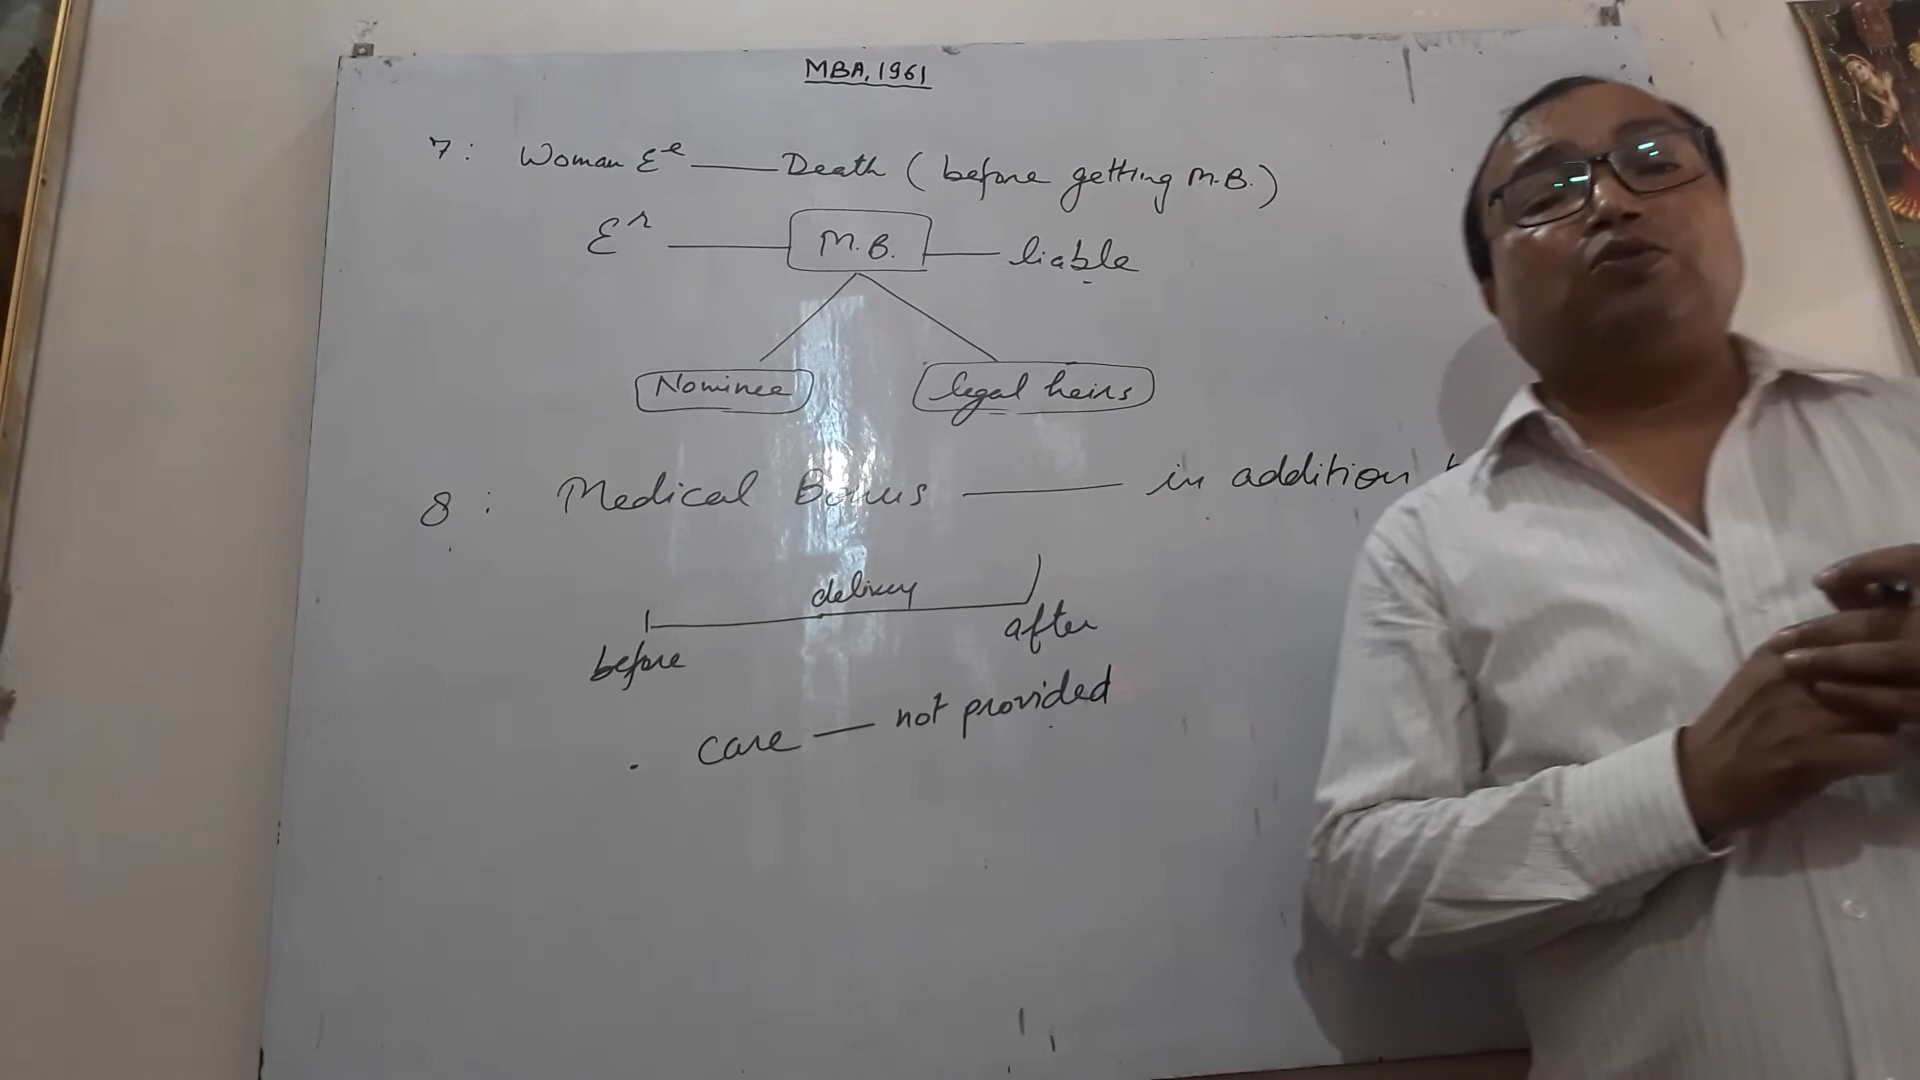 MBA, 1961
7: Woman Eᵉ — Death (before getting M.B.)
Eʳ — M.B. — liable
Nominee legal heirs
8: Medical Bonus — in addition
delivery
before after
care — not provided